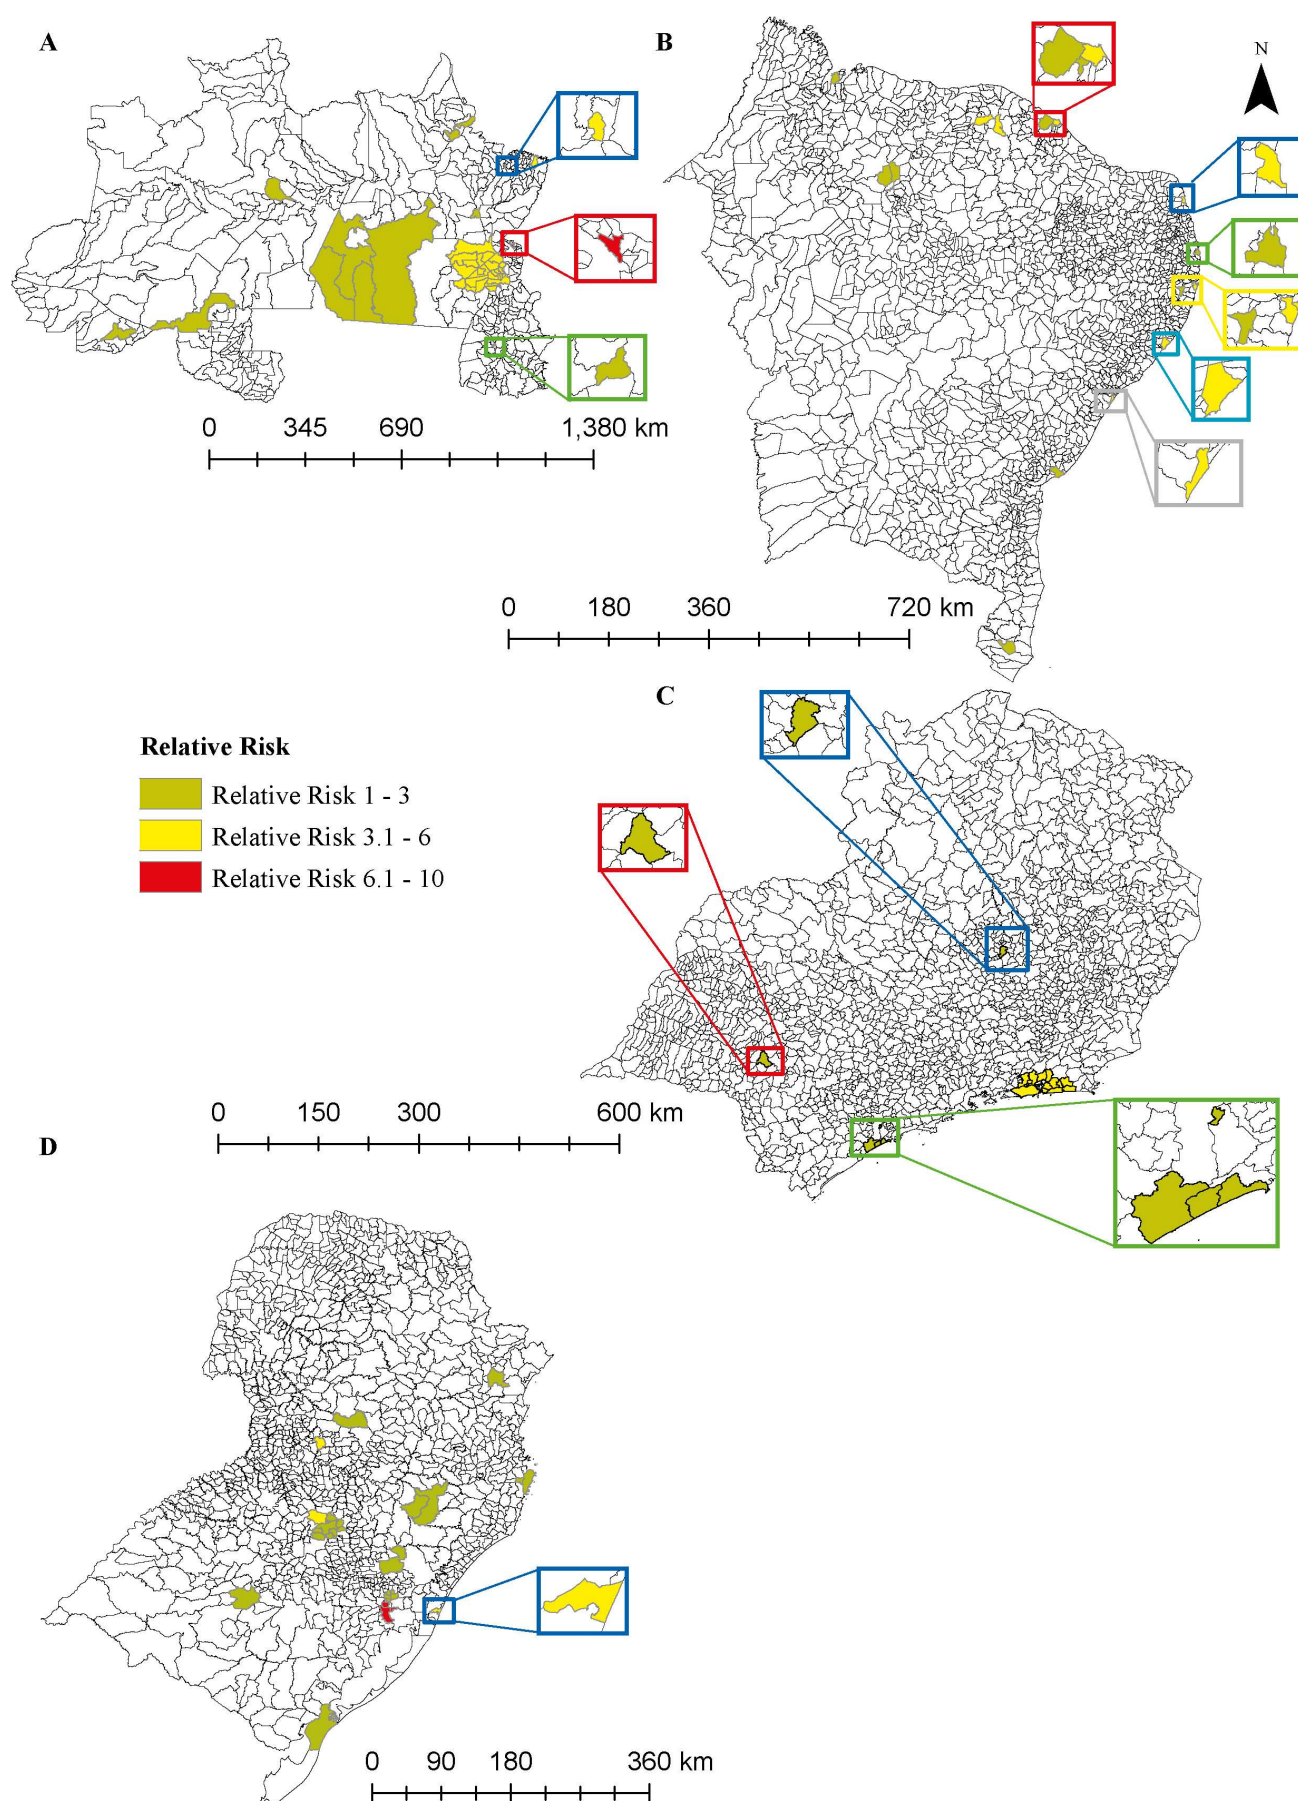 A
B
N
0 345 690 1,380 km
0 180 360 720 km
C
Relative Risk
Relative Risk 1 - 3
Relative Risk 3.1 - 6
Relative Risk 6.1 - 10
0 150 300 600 km
D
0 90 180 360 km